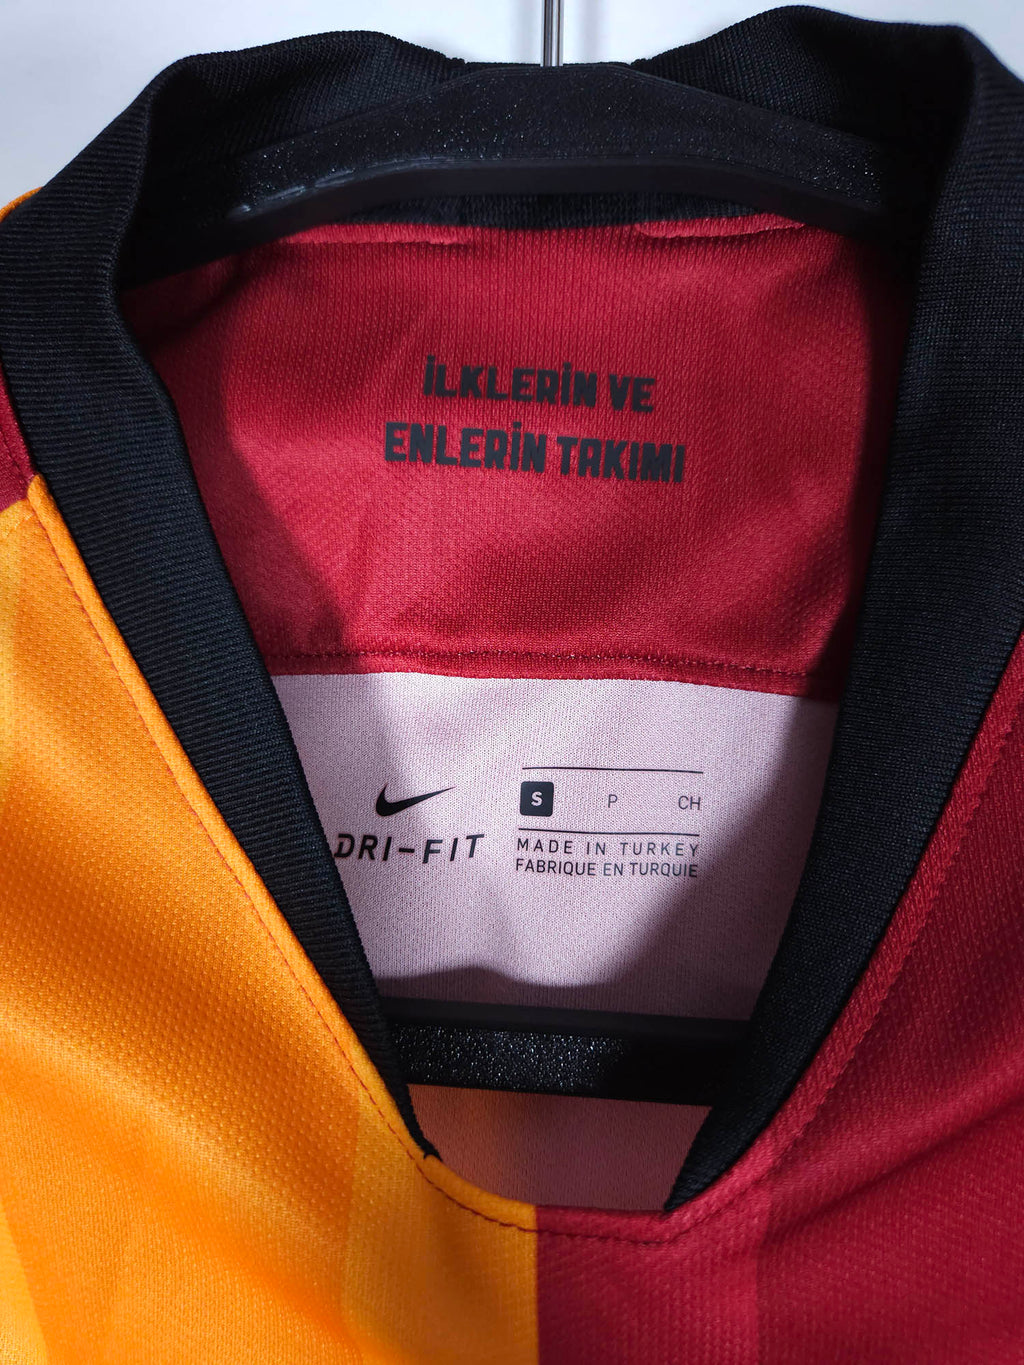 İLKLERİN VE
ENLERİN TAKIMI
S P CH
DRI-FIT
MADE IN TURKEY
FABRIQUE EN TURQUIE